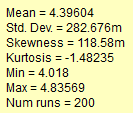 Mean = 4.39604
Std. Dev. = 282.676m
Skewness = 118.58m
Kurtosis = -1.48235
Min = 4.018
Max = 4.83569
Num runs = 200